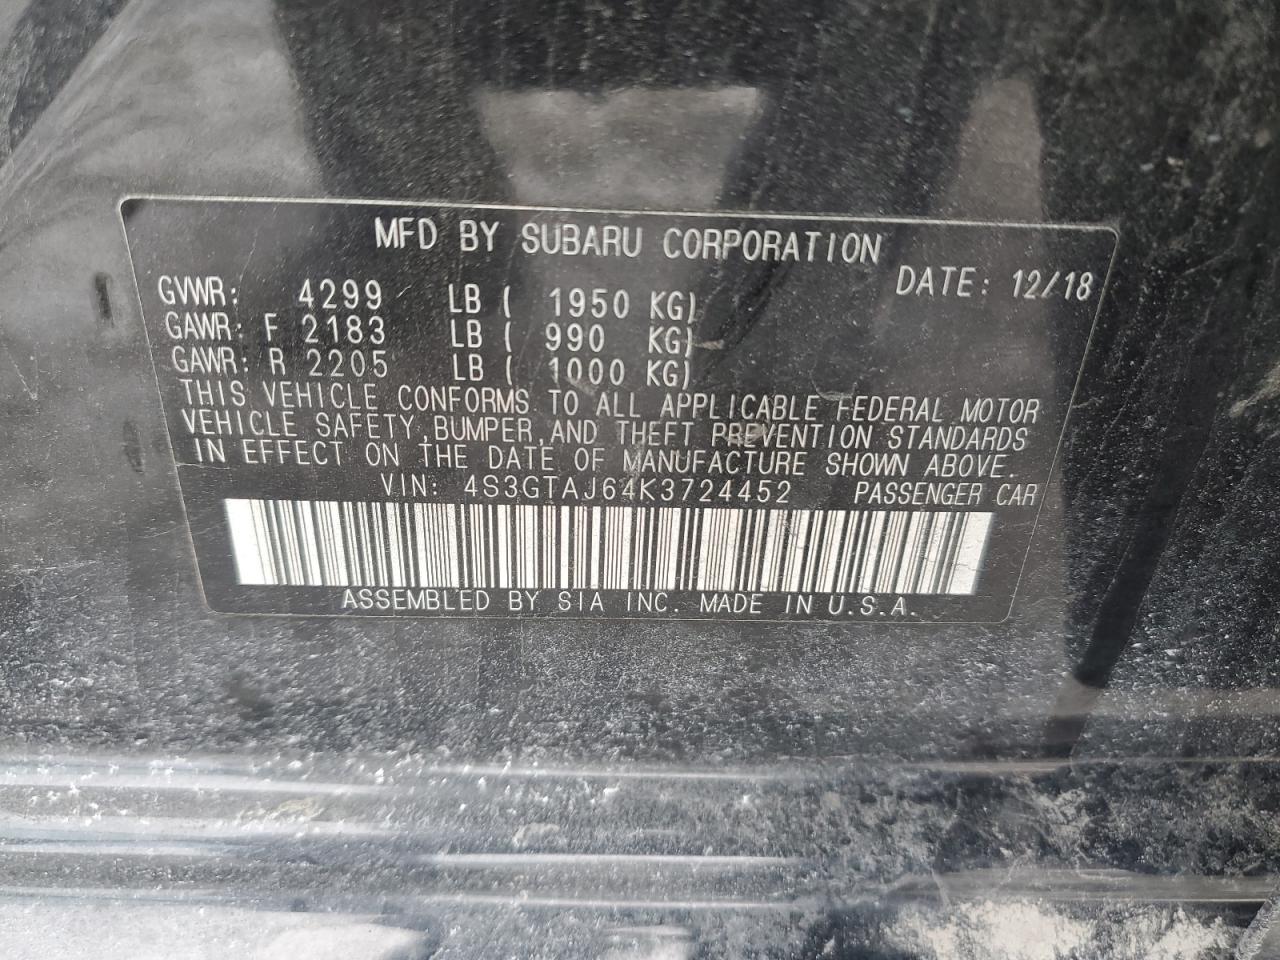 MFD BY SUBARU CORPORATION
DATE: 12/18
GVWR: 4299 LB ( 1950 KG)
GAWR: F 2183 LB ( 990 KG)
GAWR: R 2205 LB ( 1000 KG)
THIS VEHICLE CONFORMS TO ALL APPLICABLE FEDERAL MOTOR
VEHICLE SAFETY,BUMPER,AND THEFT PREVENTION STANDARDS
IN EFFECT ON THE DATE OF MANUFACTURE SHOWN ABOVE.
VIN: 4S3GTAJ64K3724452 PASSENGER CAR
ASSEMBLED BY SIA INC. MADE IN U.S.A.